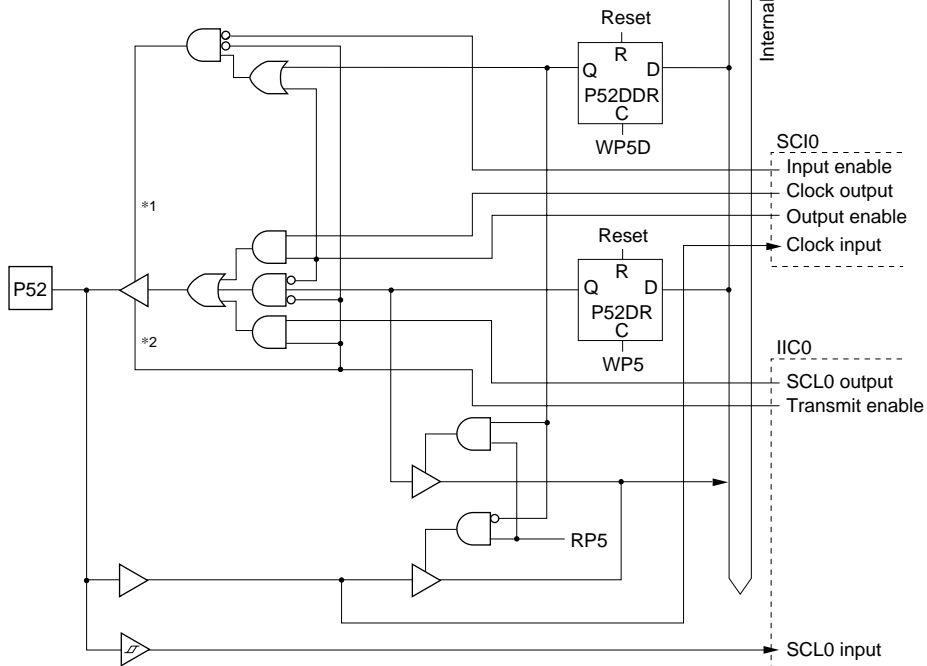 Internal
Reset
R
Q D
P52DDR
C
WP5D
SCI0
Input enable
Clock output
Output enable
Clock input
*1
Reset
R
Q D
P52DR
C
WP5
P52
*2
IIC0
SCL0 output
Transmit enable
RP5
SCL0 input